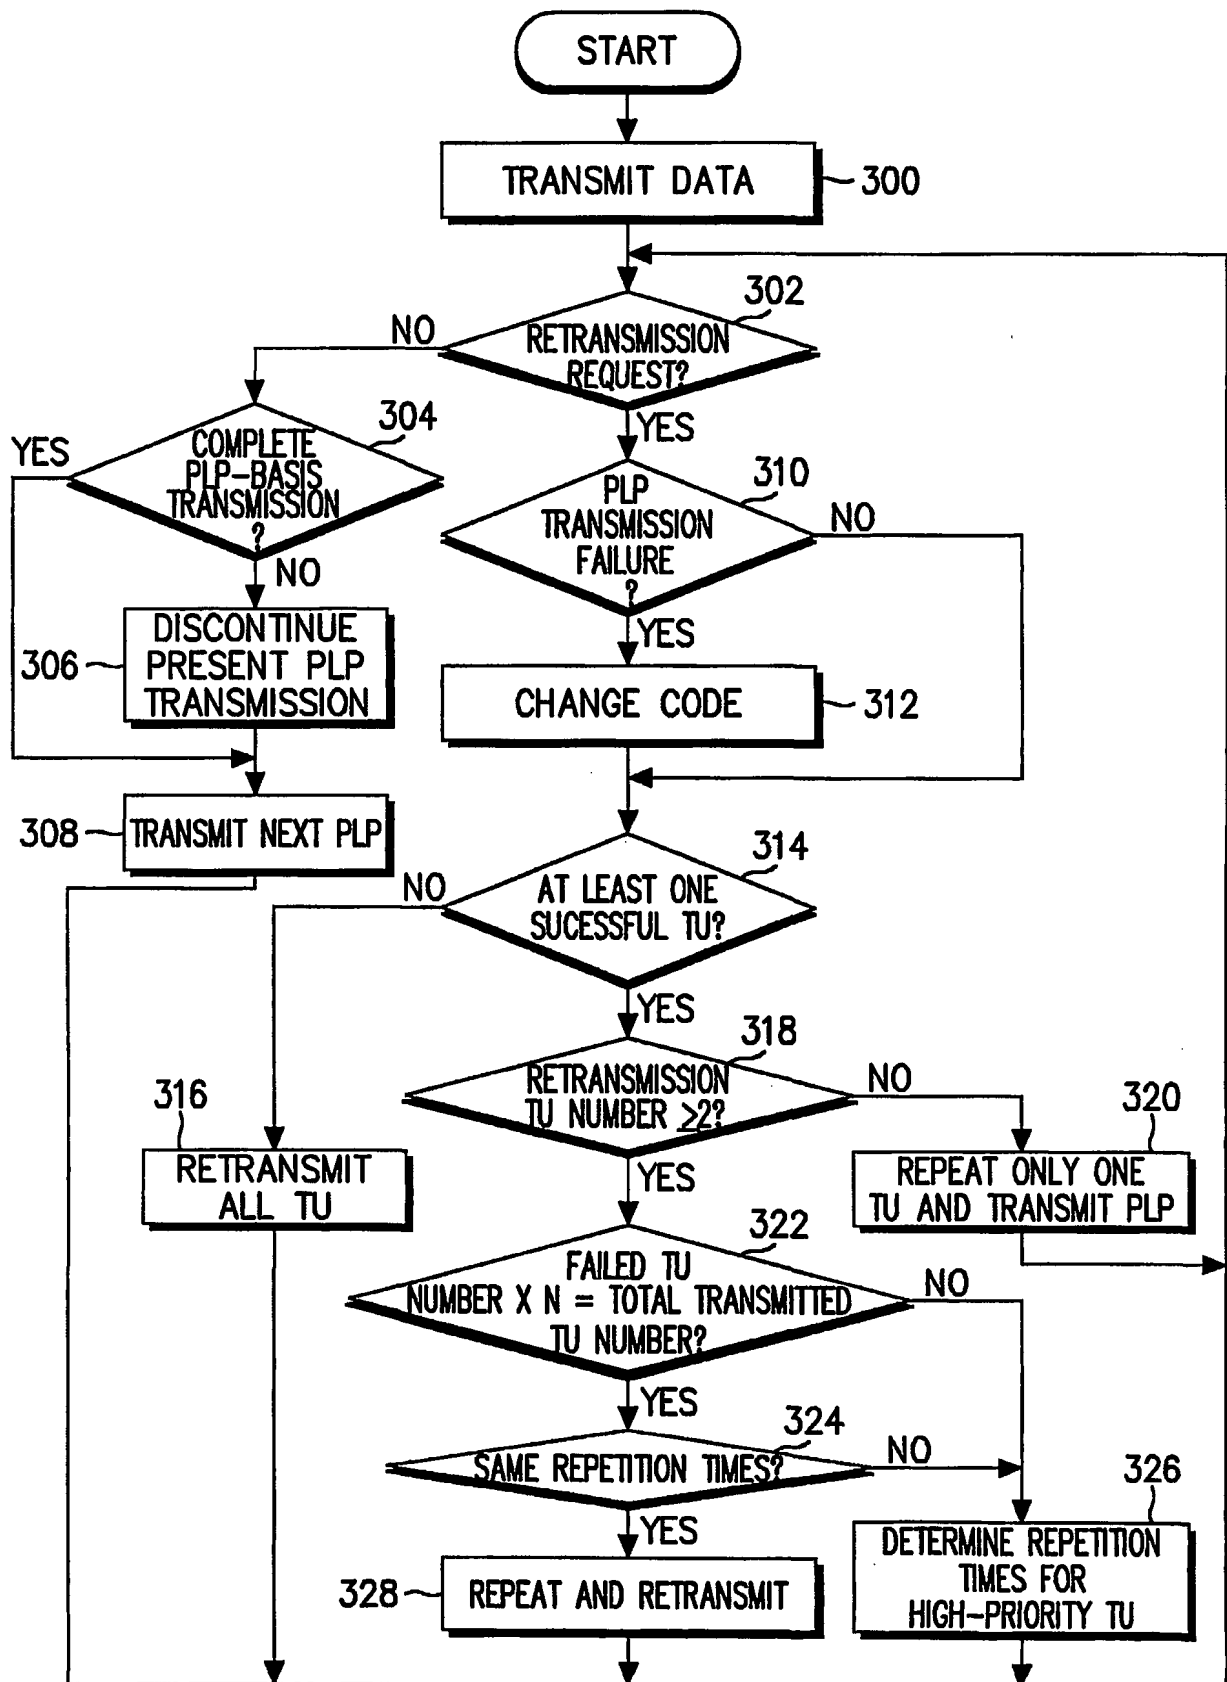 START
TRANSMIT DATA
300
302
NO
RETRANSMISSION
REQUEST?
304
YES
YES
COMPLETE
PLP-BASIS
TRANSMISSION
?
310
PLP
TRANSMISSION
FAILURE
?
NO
NO
YES
306
DISCONTINUE
PRESENT PLP
TRANSMISSION
CHANGE CODE
312
308
TRANSMIT NEXT PLP
314
NO
AT LEAST ONE
SUCESSFUL TU?
YES
318
RETRANSMISSION
TU NUMBER ≥2?
NO
316
320
RETRANSMIT
ALL TU
YES
REPEAT ONLY ONE
TU AND TRANSMIT PLP
322
FAILED TU
NUMBER X N = TOTAL TRANSMITTED
TU NUMBER?
NO
YES
324
SAME REPETITION TIMES?
NO
326
YES
DETERMINE REPETITION
TIMES FOR
HIGH-PRIORITY TU
328
REPEAT AND RETRANSMIT